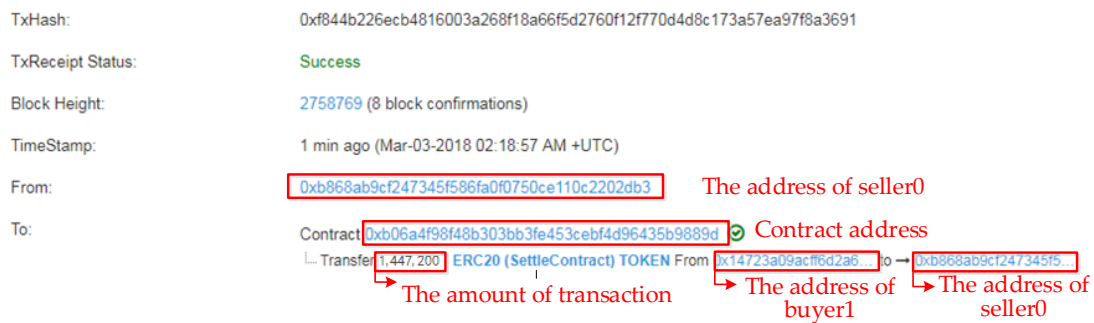 TxHash: 0xf844b226ecb4816003a268f18a66f5d2760f12f770d4d8c173a57ea97f8a3691
TxReceipt Status: Success
Block Height: 2758769 (8 block confirmations)
TimeStamp: 1 min ago (Mar-03-2018 02:18:57 AM +UTC)
From: 0xb868ab9cf247345f586fa0f0750ce110c2202db3 The address of seller0
To: Contract 0xb06a4f98f48b303bb3fe453cebf4d96435b9889d Contract address
Transfer 1,447,200 ERC20 (SettleContract) TOKEN From 0x14723a09acff6d2a6... to → 0xb868ab9cf247345f5...
The amount of transaction The address of buyer1 The address of seller0